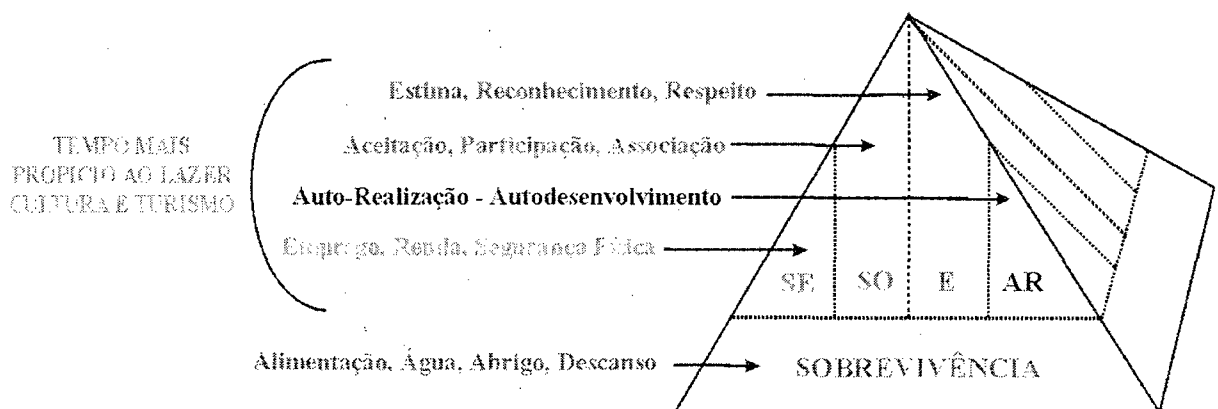 Estima, Reconhecimento, Respeito
TEMPO MAIS
PROPÍCIO AO LAZER
CULTURA E TURISMO
Aceitação, Participação, Associação
Auto-Realização - Autodesenvolvimento
Emprego, Renda, Segurança Física
SE SO E AR
Alimentação, Água, Abrigo, Descanso
SOBREVIVÊNCIA